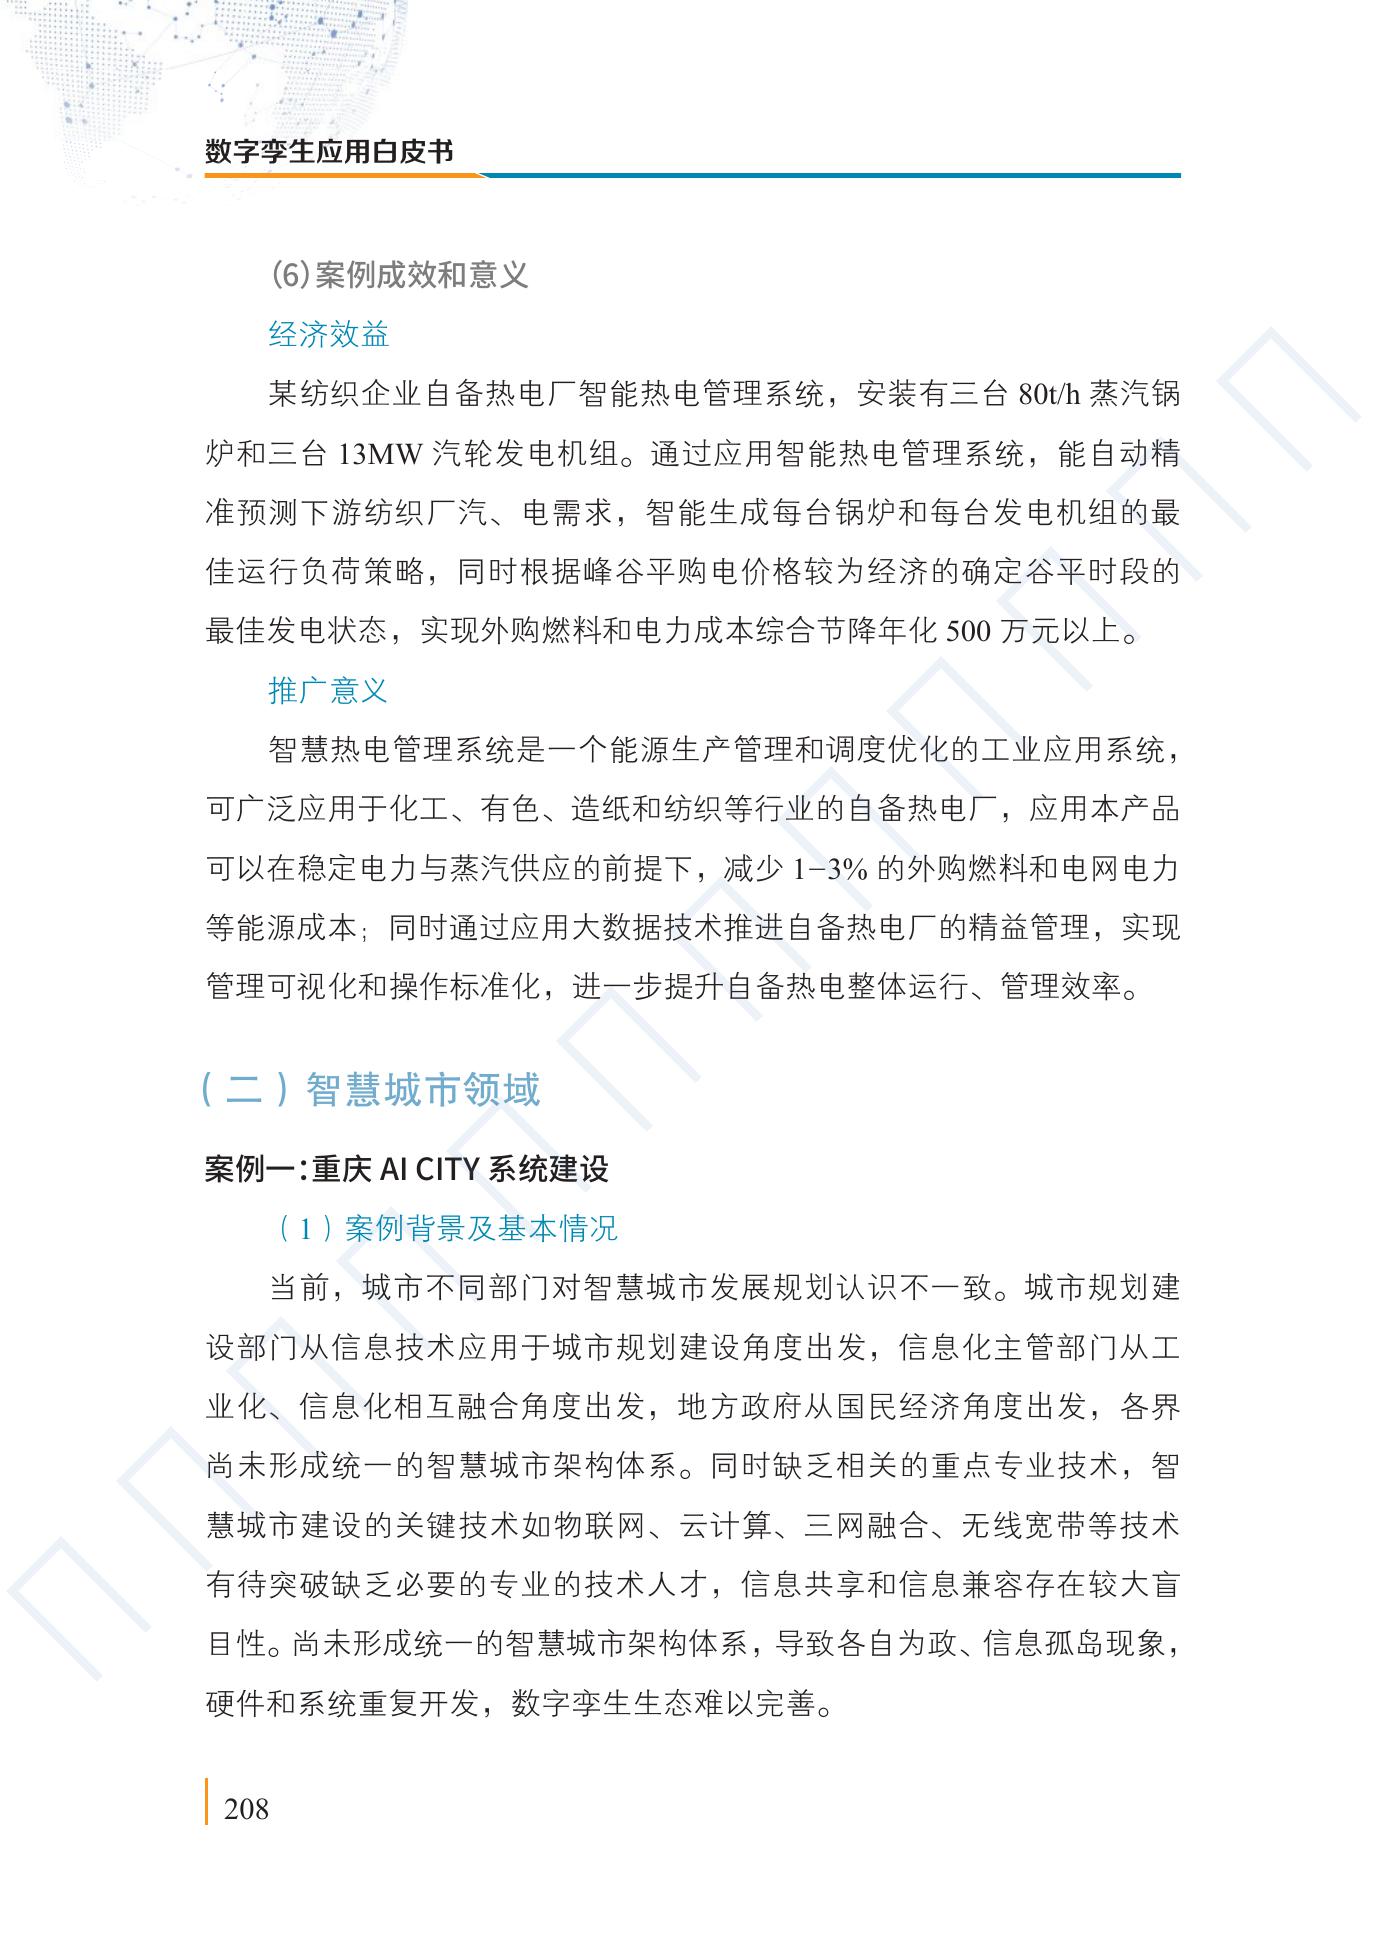 数字孪生应用白皮书
（6）案例成效和意义
经济效益
某纺织企业自备热电厂智能热电管理系统，安装有三台 80t/h 蒸汽锅
炉和三台 13MW 汽轮发电机组。通过应用智能热电管理系统，能自动精
准预测下游纺织厂汽、电需求，智能生成每台锅炉和每台发电机组的最
佳运行负荷策略，同时根据峰谷平购电价格较为经济的确定谷平时段的
最佳发电状态，实现外购燃料和电力成本综合节降年化 500 万元以上。
推广意义
智慧热电管理系统是一个能源生产管理和调度优化的工业应用系统，
可广泛应用于化工、有色、造纸和纺织等行业的自备热电厂，应用本产品
可以在稳定电力与蒸汽供应的前提下，减少 1−3% 的外购燃料和电网电力
等能源成本；同时通过应用大数据技术推进自备热电厂的精益管理，实现
管理可视化和操作标准化，进一步提升自备热电整体运行、管理效率。
（二）智慧城市领域
案例一：重庆 AI CITY 系统建设
（1）案例背景及基本情况
当前，城市不同部门对智慧城市发展规划认识不一致。城市规划建
设部门从信息技术应用于城市规划建设角度出发，信息化主管部门从工
业化、信息化相互融合角度出发，地方政府从国民经济角度出发，各界
尚未形成统一的智慧城市架构体系。同时缺乏相关的重点专业技术，智
慧城市建设的关键技术如物联网、云计算、三网融合、无线宽带等技术
有待突破缺乏必要的专业的技术人才，信息共享和信息兼容存在较大盲
目性。尚未形成统一的智慧城市架构体系，导致各自为政、信息孤岛现象，
硬件和系统重复开发，数字孪生生态难以完善。
208